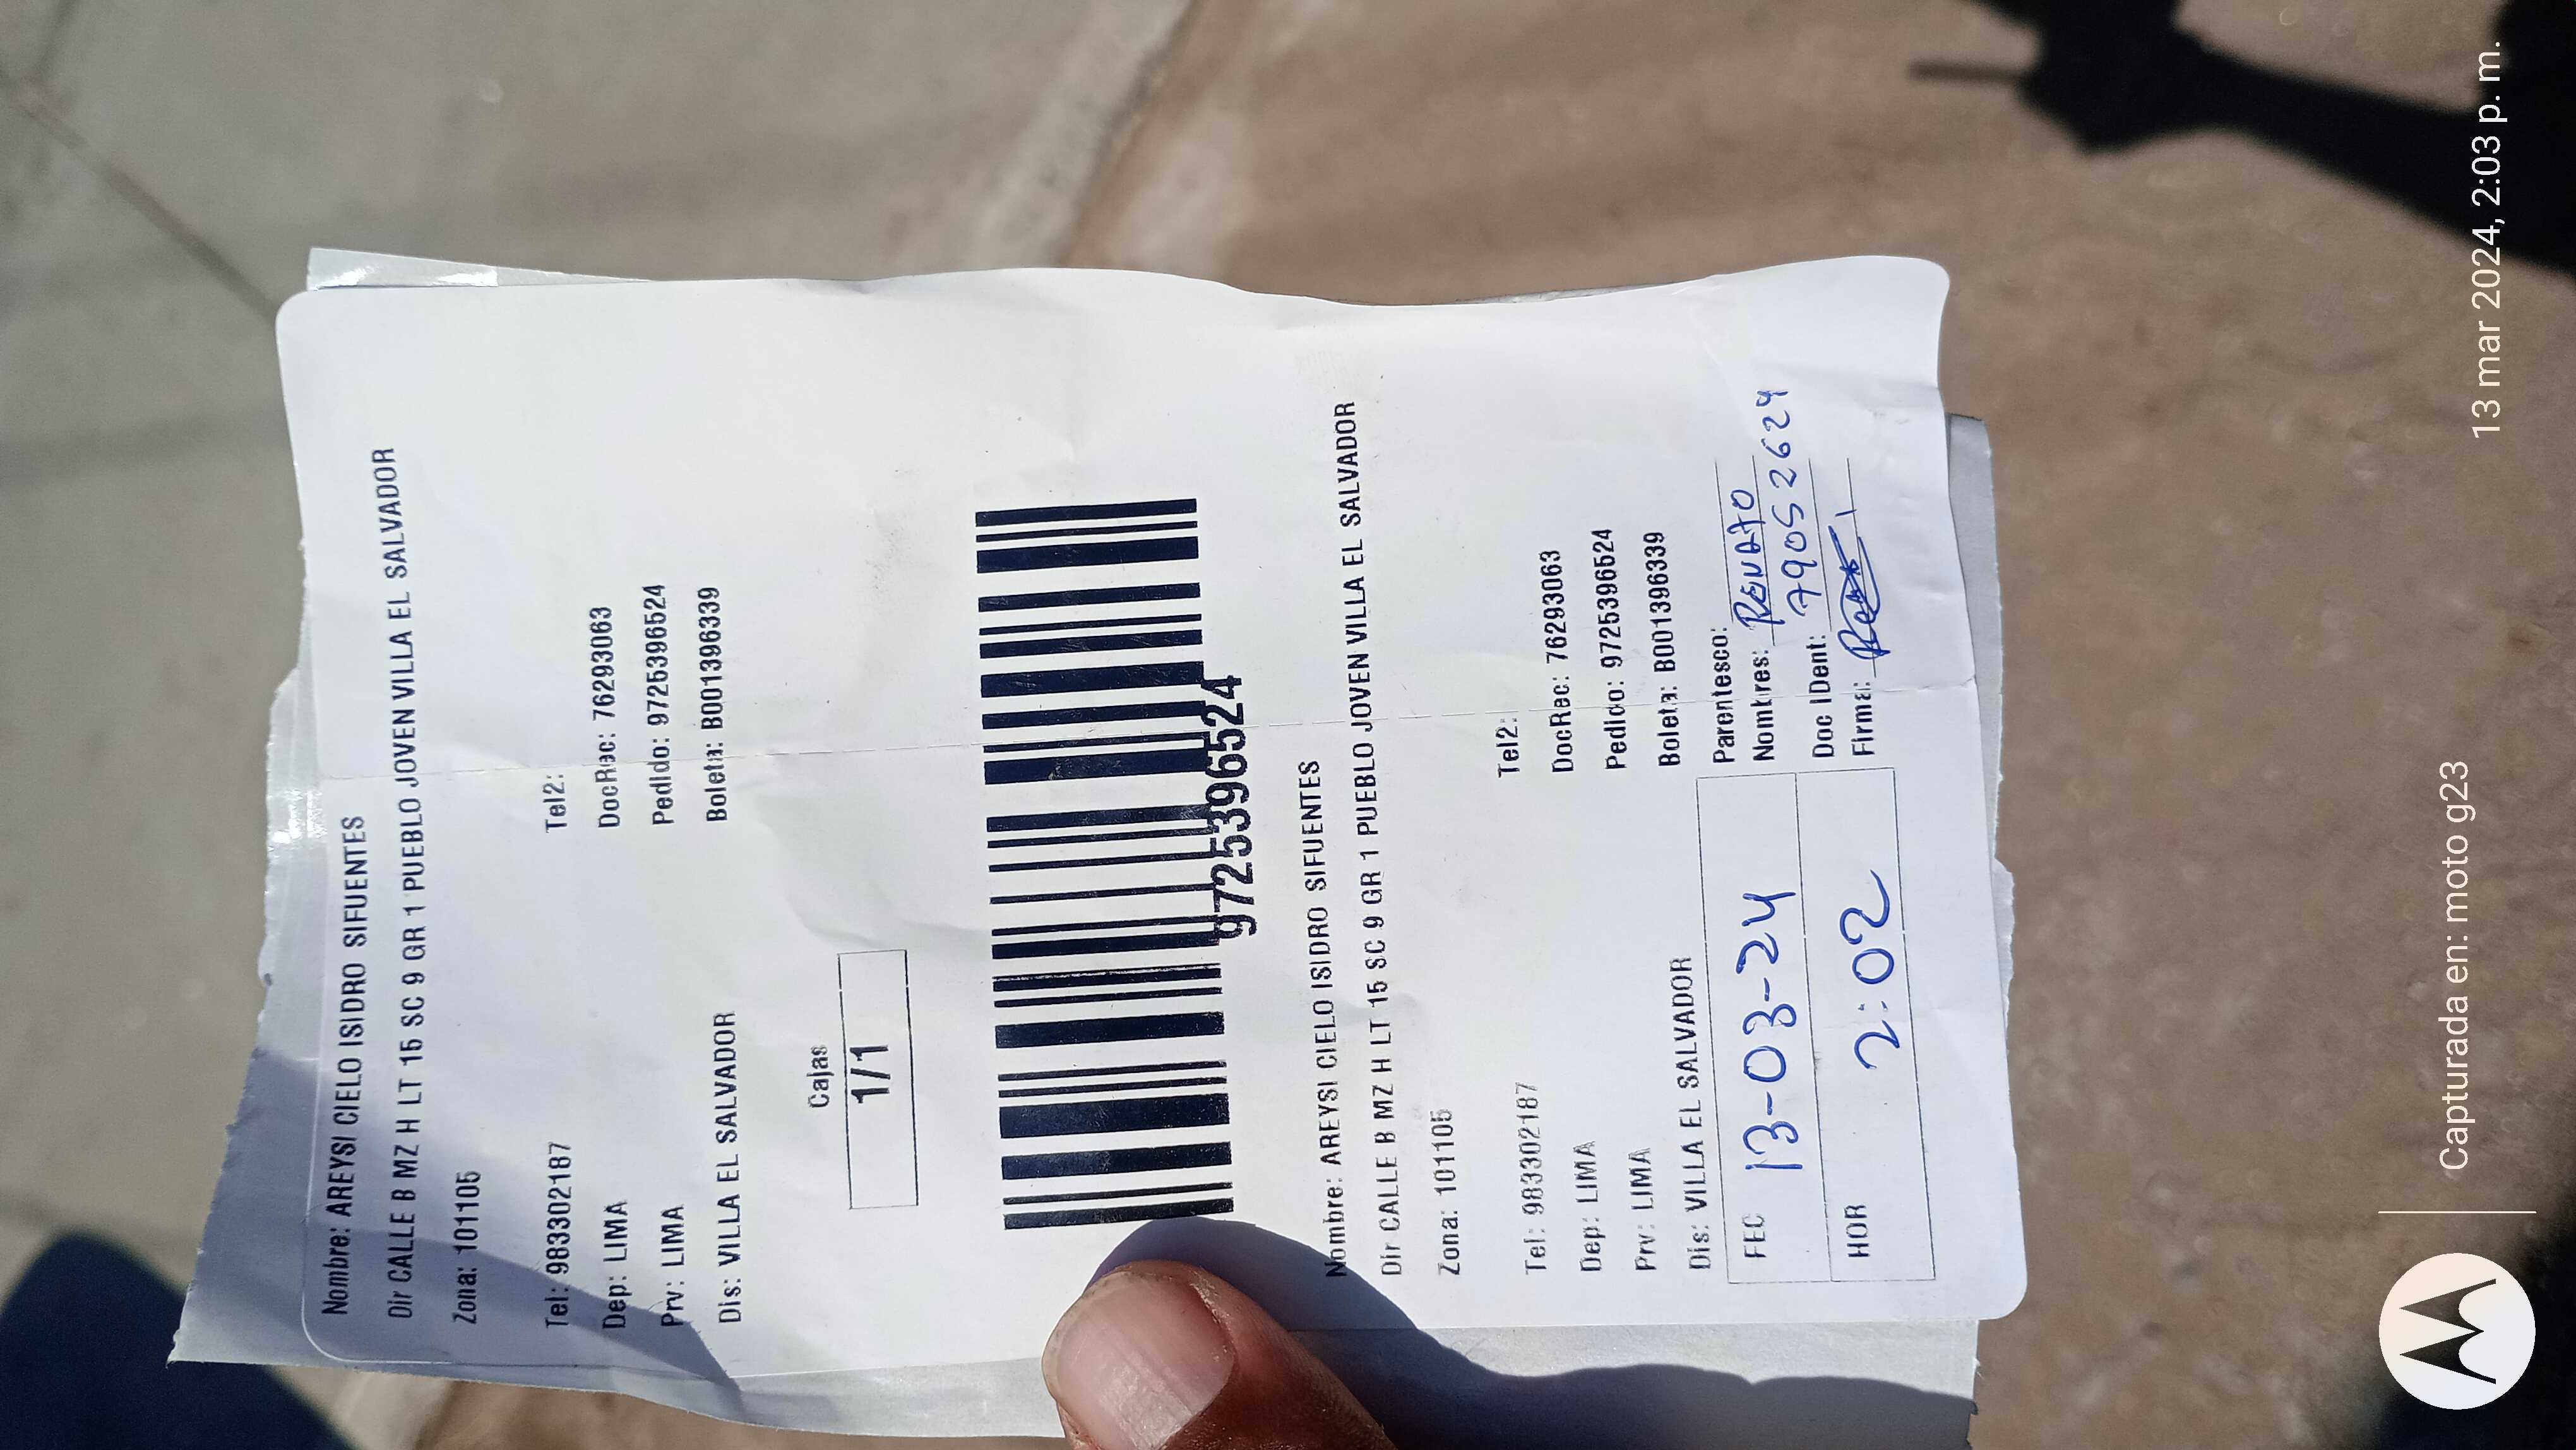 Nombre: AREYSI CIELO ISIDRO SIFUENTES
Dir CALLE B MZ H LT 15 SC 9 GR 1 PUEBLO JOVEN VILLA EL SALVADOR
Zona: 101105
Tel: 983302187 Tel2:
Dep: LIMA DocRec: 76293063
Prv: LIMA Pedido: 9725396524
Dis: VILLA EL SALVADOR Boleta: B001396339
Cajas
1/1
9725396524
Nombre: AREYSI CIELO ISIDRO SIFUENTES
Dir CALLE B MZ H LT 15 SC 9 GR 1 PUEBLO JOVEN VILLA EL SALVADOR
Zona: 101105
Tel: 983302187 Tel2:
Dep: LIMA DocRec: 76293063
Prv: LIMA Pedido: 9725396524
Dis: VILLA EL SALVADOR Boleta: B001396339
FEC 13-03-24 Parentesco:
Nombres: RENATO
HOR 2:02 Doc IDent: 79052624
Firma:
Capturada en: moto g23 13 mar 2024, 2:03 p. m.